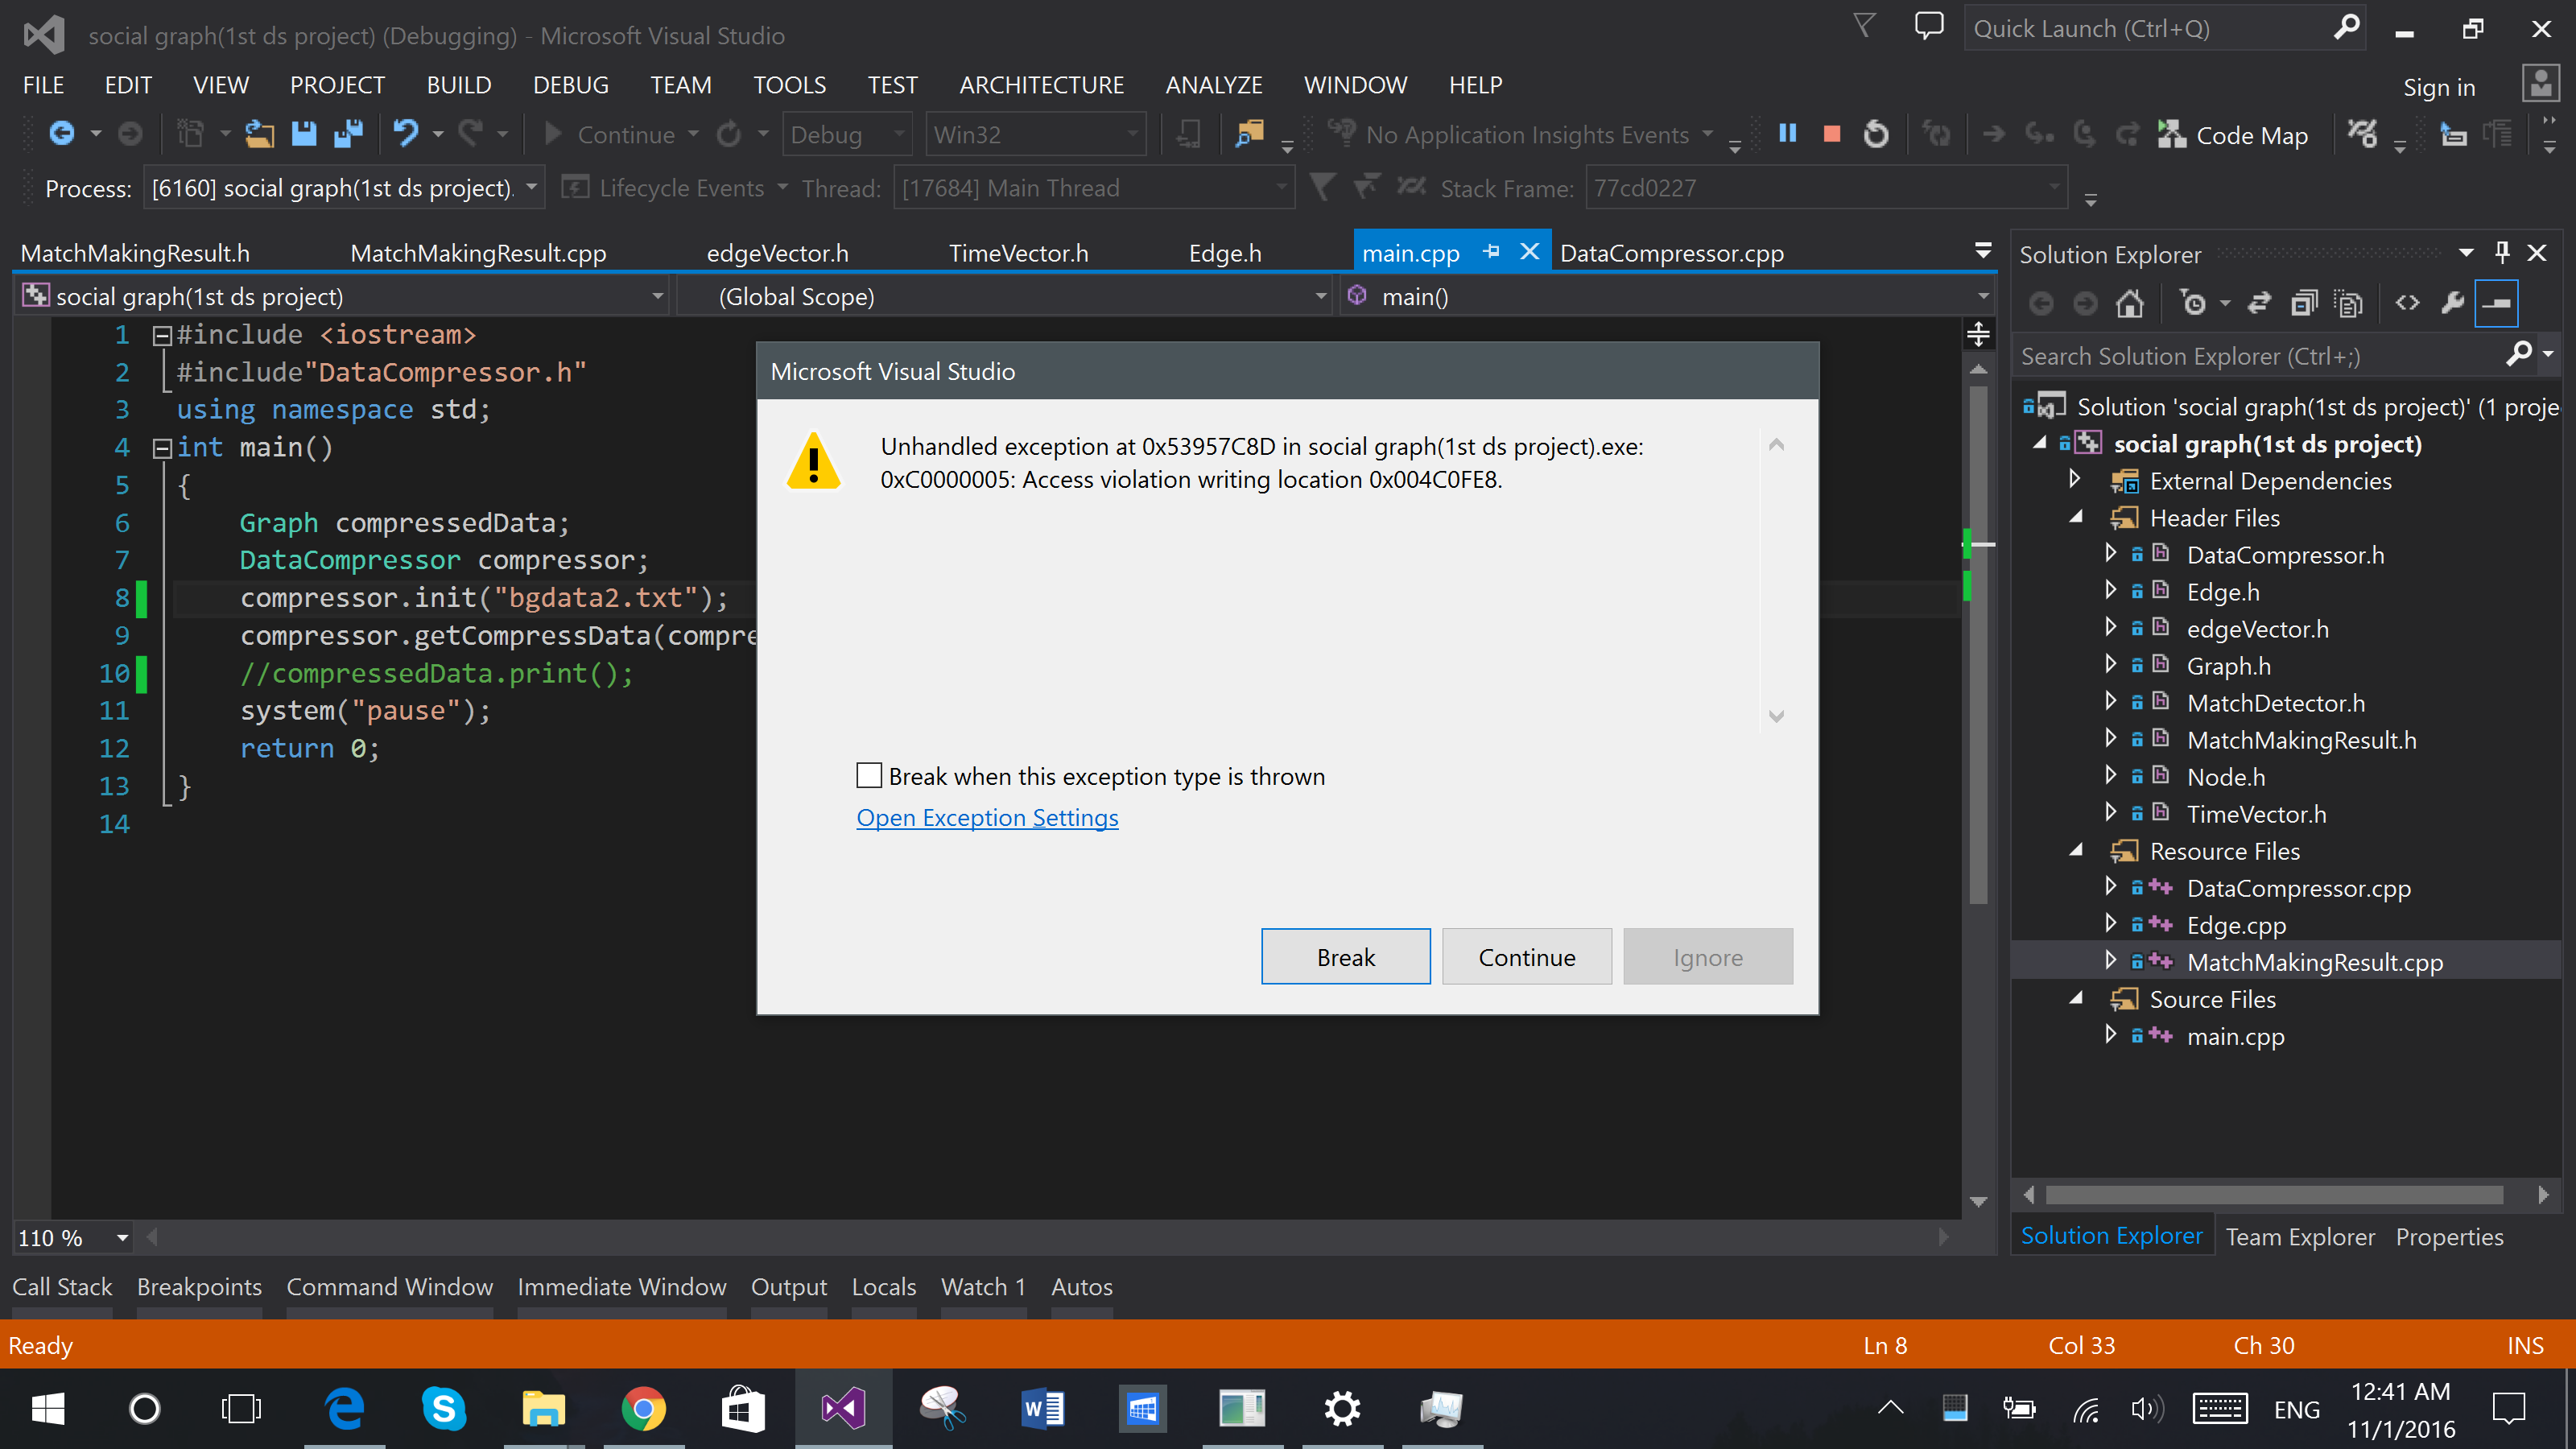 social graph(1st ds project) (Debugging) - Microsoft Visual Studio
Quick Launch (Ctrl+Q)
FILE EDIT VIEW PROJECT BUILD DEBUG TEAM TOOLS TEST ARCHITECTURE ANALYZE WINDOW HELP
Sign in
Continue Debug Win32 No Application Insights Events Code Map
Process: [6160] social graph(1st ds project). Lifecycle Events Thread: [17684] Main Thread Stack Frame: 77cd0227
MatchMakingResult.h MatchMakingResult.cpp edgeVector.h TimeVector.h Edge.h main.cpp DataCompressor.cpp
social graph(1st ds project) (Global Scope) main()
1 #include <iostream>
2 #include"DataCompressor.h"
3 using namespace std;
4 int main()
5 {
6 Graph compressedData;
7 DataCompressor compressor;
8 compressor.init("bgdata2.txt");
9 compressor.getCompressData(compre
10 //compressedData.print();
11 system("pause");
12 return 0;
13 }
14
Microsoft Visual Studio
Unhandled exception at 0x53957C8D in social graph(1st ds project).exe:
0xC0000005: Access violation writing location 0x004C0FE8.
Break when this exception type is thrown
Open Exception Settings
Break Continue Ignore
Solution Explorer
Search Solution Explorer (Ctrl+;)
Solution 'social graph(1st ds project)' (1 proje
social graph(1st ds project)
External Dependencies
Header Files
DataCompressor.h
Edge.h
edgeVector.h
Graph.h
MatchDetector.h
MatchMakingResult.h
Node.h
TimeVector.h
Resource Files
DataCompressor.cpp
Edge.cpp
MatchMakingResult.cpp
Source Files
main.cpp
110 %
Solution Explorer Team Explorer Properties
Call Stack Breakpoints Command Window Immediate Window Output Locals Watch 1 Autos
Ready Ln 8 Col 33 Ch 30 INS
ENG
12:41 AM
11/1/2016